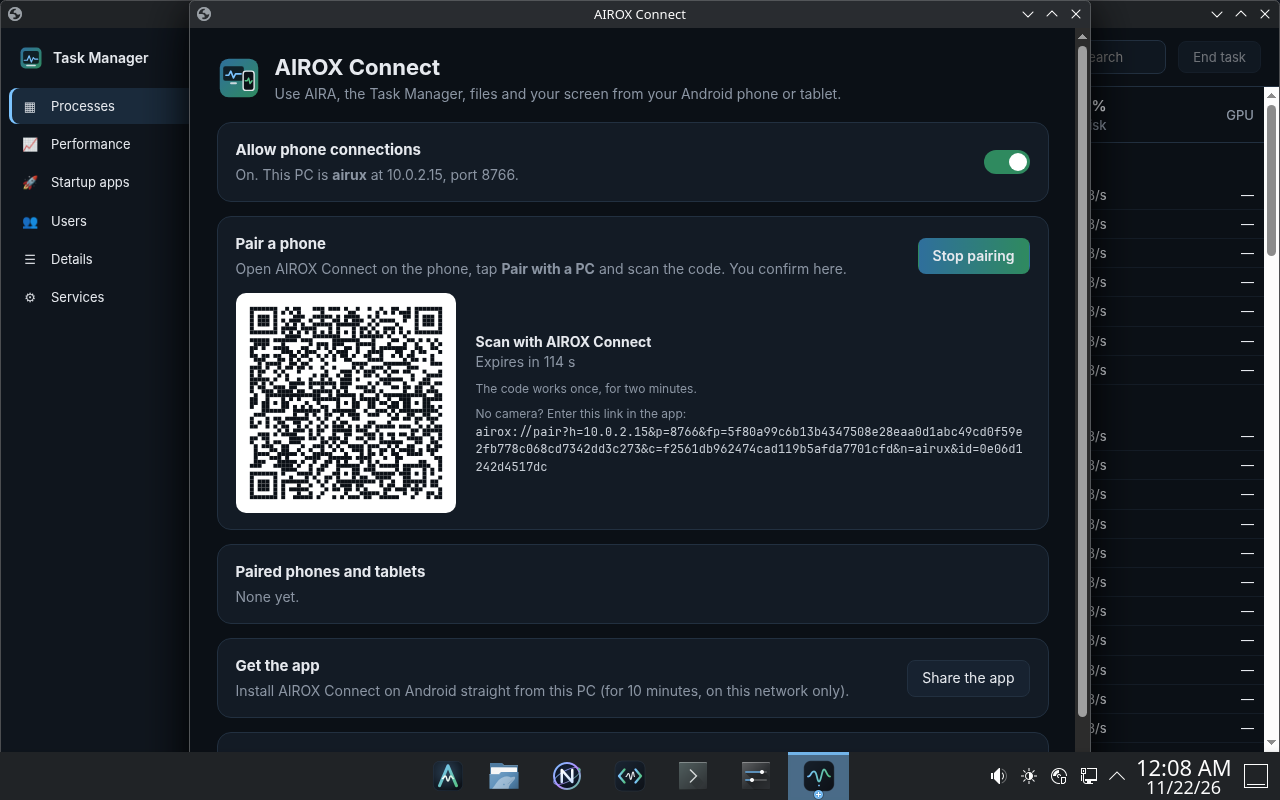 AIROX Connect
Task Manager
Processes
Performance
Startup apps
Users
Details
Services
AIROX Connect
Use AIRA, the Task Manager, files and your screen from your Android phone or tablet.
Allow phone connections
On. This PC is airux at 10.0.2.15, port 8766.
Pair a phone
Open AIROX Connect on the phone, tap Pair with a PC and scan the code. You confirm here.
Stop pairing
Scan with AIROX Connect
Expires in 114 s
The code works once, for two minutes.
No camera? Enter this link in the app:
airox://pair?h=10.0.2.15&p=8766&fp=5f80a99c6b13b4347508e28eaa0d1abc49cd0f59e
2fb778c068cd7342dd3c273&c=f2561db962474cad119b5afda7701cfd&n=airux&id=0e06d1
242d4517dc
Paired phones and tablets
None yet.
Get the app
Install AIROX Connect on Android straight from this PC (for 10 minutes, on this network only).
Share the app
End task
%
GPU
12:08 AM
11/22/26